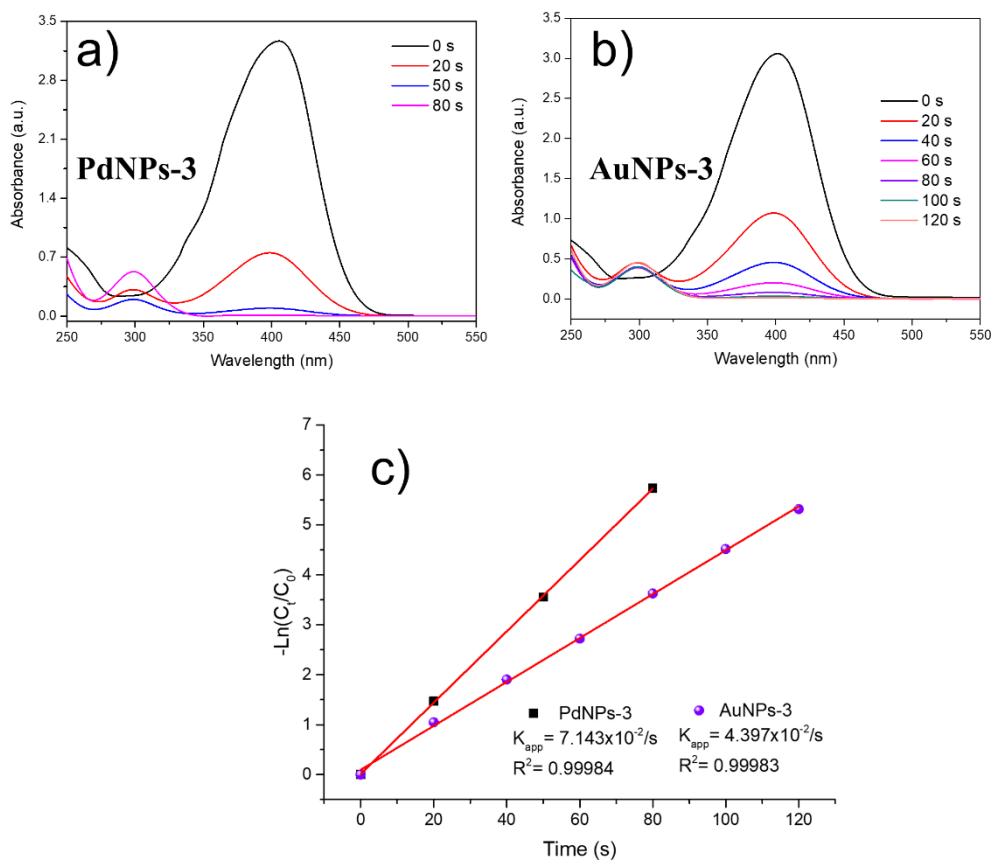 a)
PdNPs-3
0 s
20 s
50 s
80 s
3.5
2.8
2.1
1.4
0.7
0.0
Absorbance (a.u.)
250 300 350 400 450 500 550
Wavelength (nm)
b)
AuNPs-3
0 s
20 s
40 s
60 s
80 s
100 s
120 s
3.5
3.0
2.5
2.0
1.5
1.0
0.5
0.0
Absorbance (a.u.)
250 300 350 400 450 500 550
Wavelength (nm)
c)
7
6
5
4
3
2
1
0
-Ln(Ct/C0)
PdNPs-3
Kapp= 7.143x10-2/s
R2= 0.99984
AuNPs-3
Kapp= 4.397x10-2/s
R2= 0.99983
0 20 40 60 80 100 120
Time (s)